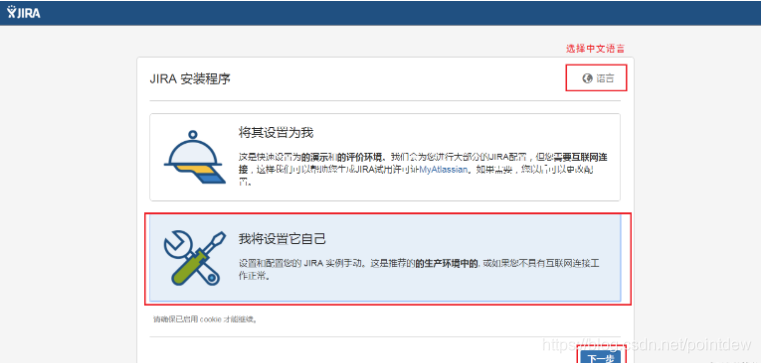 JIRA
选择中文语言
JIRA 安装程序
语言
将其设置为我
这是快速设置为的演示和的评价环境。我们会为您进行大部分的JIRA配置，但您需要互联网连
接，这样我们可以帮助您生成JIRA试用许可证MyAtlassian。如果需要，您以后可以更改配
置。
我将设置它自己
设置和配置您的 JIRA 实例手动。这是推荐的的生产环境中的, 或如果您不具有互联网连接工
作正常。
请确保已启用 cookie 才能继续。
https://blog.csdn.net/pointdew
下一步